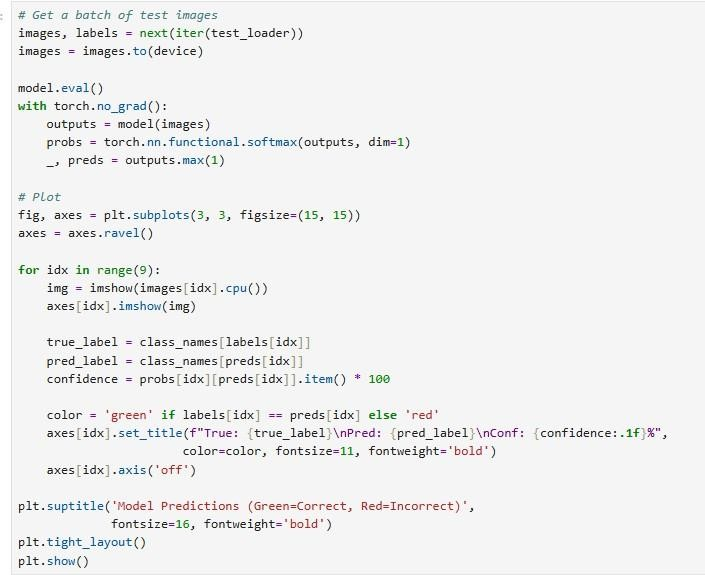 # Get a batch of test images
images, labels = next(iter(test_loader))
images = images.to(device)

model.eval()
with torch.no_grad():
    outputs = model(images)
    probs = torch.nn.functional.softmax(outputs, dim=1)
    _, preds = outputs.max(1)

# Plot
fig, axes = plt.subplots(3, 3, figsize=(15, 15))
axes = axes.ravel()

for idx in range(9):
    img = imshow(images[idx].cpu())
    axes[idx].imshow(img)

    true_label = class_names[labels[idx]]
    pred_label = class_names[preds[idx]]
    confidence = probs[idx][preds[idx]].item() * 100

    color = 'green' if labels[idx] == preds[idx] else 'red'
    axes[idx].set_title(f"True: {true_label}\nPred: {pred_label}\nConf: {confidence:.1f}%",
                       color=color, fontsize=11, fontweight='bold')
    axes[idx].axis('off')

plt.suptitle('Model Predictions (Green=Correct, Red=Incorrect)',
             fontsize=16, fontweight='bold')
plt.tight_layout()
plt.show()